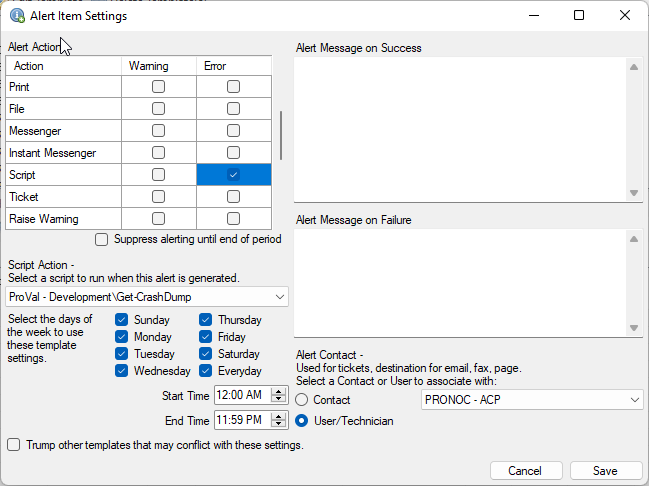 Alert Item Settings
Alert Action
Action Warning Error
Print
File
Messenger
Instant Messenger
Script
Ticket
Raise Warning
Suppress alerting until end of period
Script Action -
Select a script to run when this alert is generated.
ProVal - Development\Get-CrashDump
Select the days of
the week to use
these template
settings.
Sunday Thursday
Monday Friday
Tuesday Saturday
Wednesday Everyday
Start Time 12:00 AM
End Time 11:59 PM
Trump other templates that may conflict with these settings.
Alert Message on Success
Alert Message on Failure
Alert Contact -
Used for tickets, destination for email, fax, page.
Select a Contact or User to associate with:
Contact PRONOC - ACP
User/Technician
Cancel Save